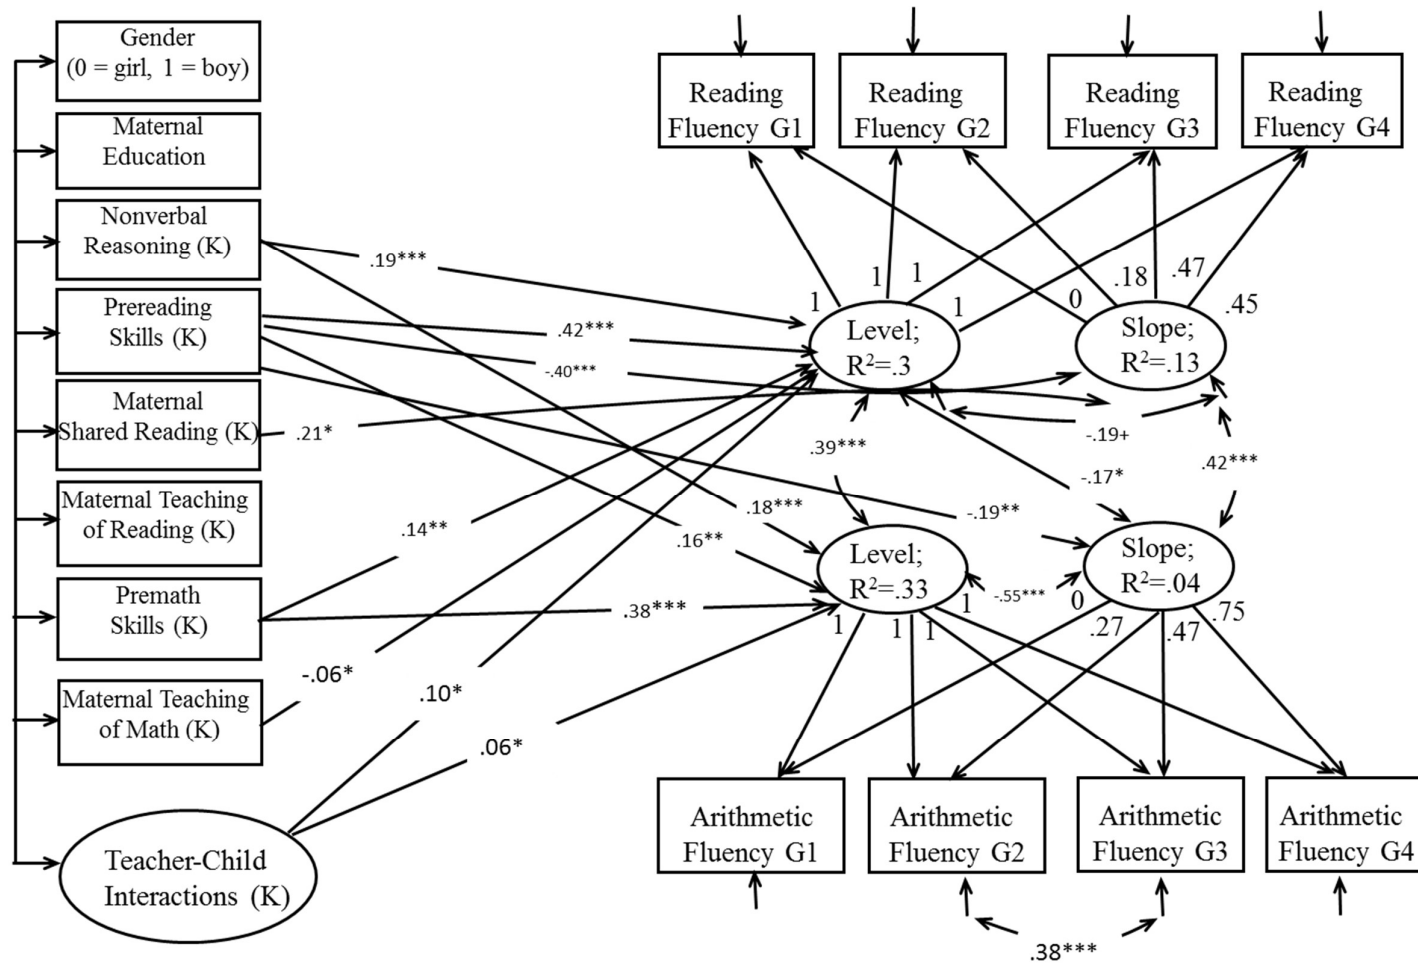 Gender
(0 = girl, 1 = boy)
Maternal
Education
Nonverbal
Reasoning (K)
Prereading
Skills (K)
Maternal
Shared Reading (K)
Maternal Teaching
of Reading (K)
Premath
Skills (K)
Maternal Teaching
of Math (K)
Teacher-Child
Interactions (K)
Reading
Fluency G1
Reading
Fluency G2
Reading
Fluency G3
Reading
Fluency G4
1
1
1
1
0
.18
.47
.45
Level;
R²=.3
Slope;
R²=.13
.19***
.42***
-.40***
.21*
.39***
-.19+
-.17*
.42***
.14**
.18***
.16**
-.19**
.38***
-.06*
.10*
.06*
Level;
R²=.33
Slope;
R²=.04
-.55***
1
1
1
1
0
.27
.47
.75
Arithmetic
Fluency G1
Arithmetic
Fluency G2
Arithmetic
Fluency G3
Arithmetic
Fluency G4
.38***